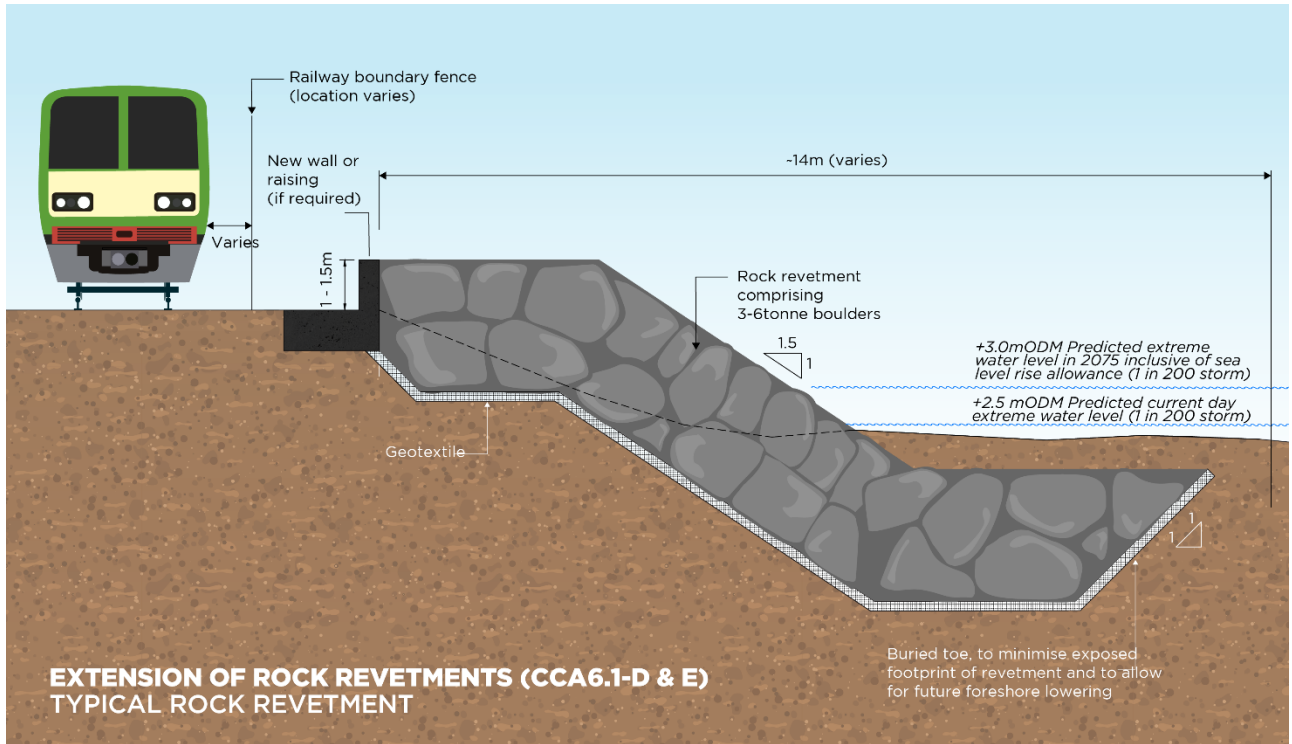 Railway boundary fence
(location varies)
New wall or
raising
(if required)
~14m (varies)
Varies
1 - 1.5m
Rock revetment
comprising
3-6tonne boulders
1.5
1
+3.0mODM Predicted extreme
water level in 2075 inclusive of sea
level rise allowance (1 in 200 storm)
+2.5 mODM Predicted current day
extreme water level (1 in 200 storm)
Geotextile
1
1
Buried toe, to minimise exposed
footprint of revetment and to allow
for future foreshore lowering
EXTENSION OF ROCK REVETMENTS (CCA6.1-D & E)
TYPICAL ROCK REVETMENT